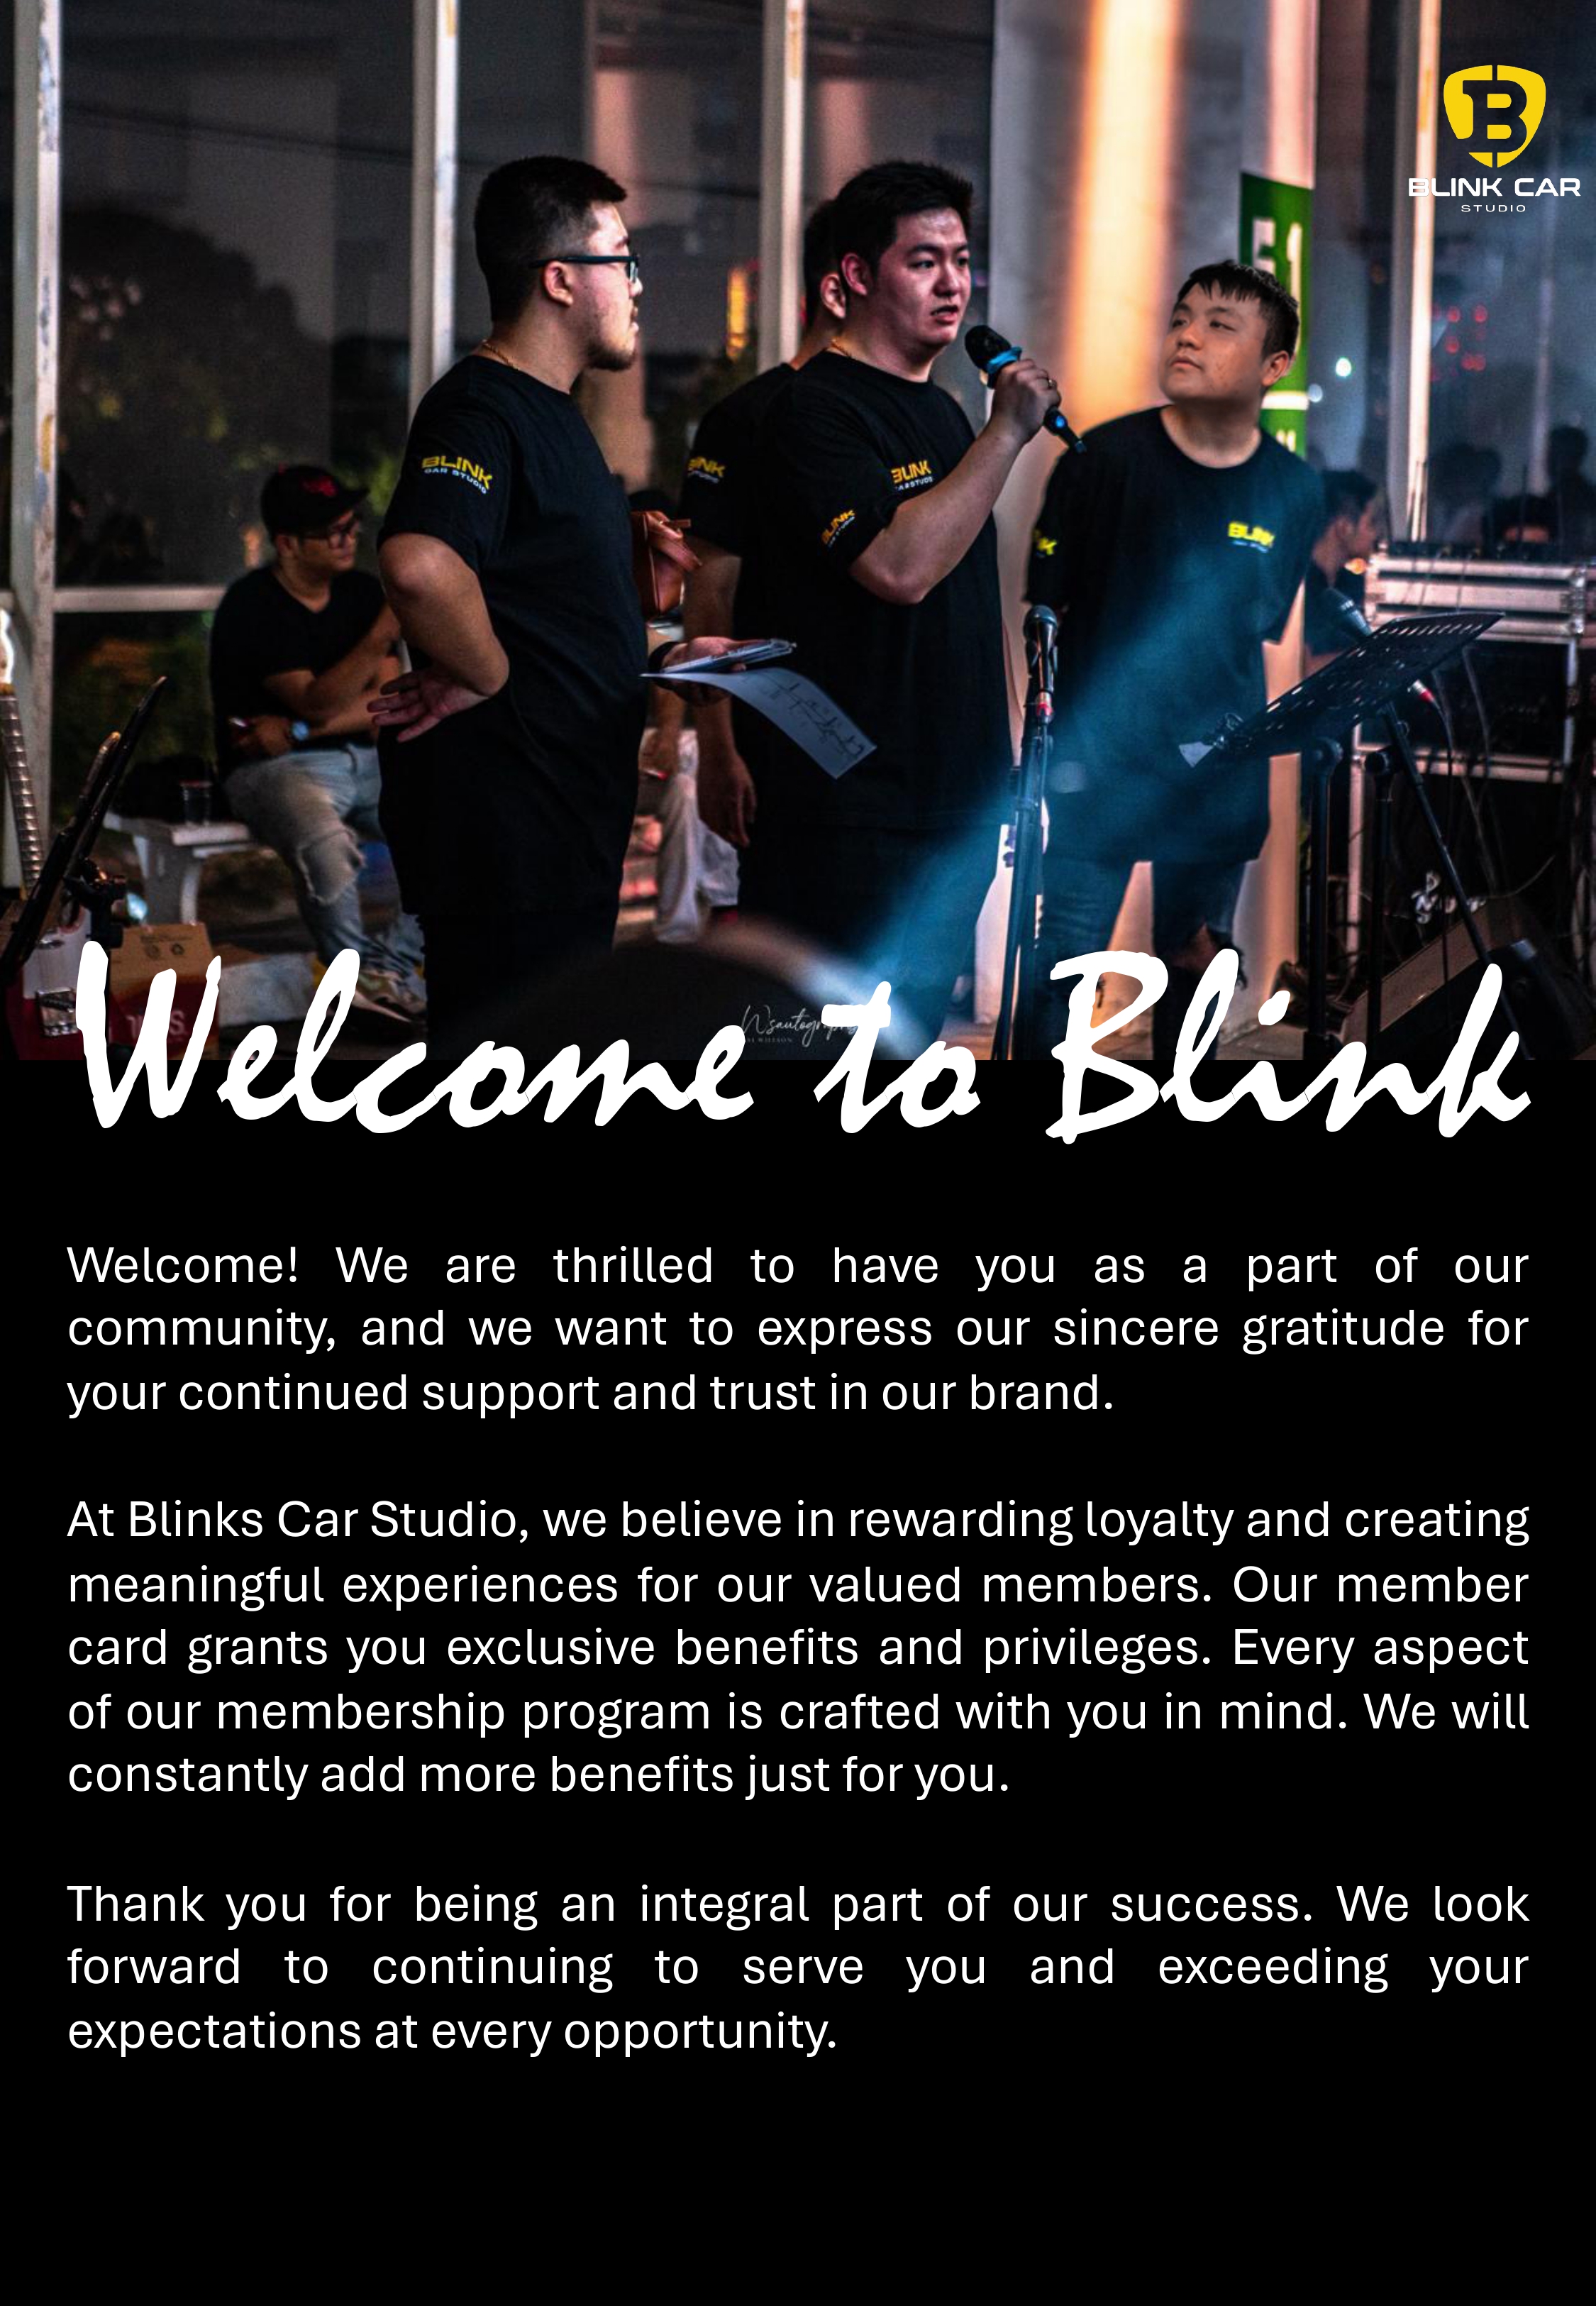 BLINK CAR
STUDIO
51
BLINK
CAR STUDIO
BLINK
BLINK
BLINK
BLINK
Welcome to Blink
Welcome! We are thrilled to have you as a part of our
community, and we want to express our sincere gratitude for
your continued support and trust in our brand.
At Blinks Car Studio, we believe in rewarding loyalty and creating
meaningful experiences for our valued members. Our member
card grants you exclusive benefits and privileges. Every aspect
of our membership program is crafted with you in mind. We will
constantly add more benefits just for you.
Thank you for being an integral part of our success. We look
forward to continuing to serve you and exceeding your
expectations at every opportunity.